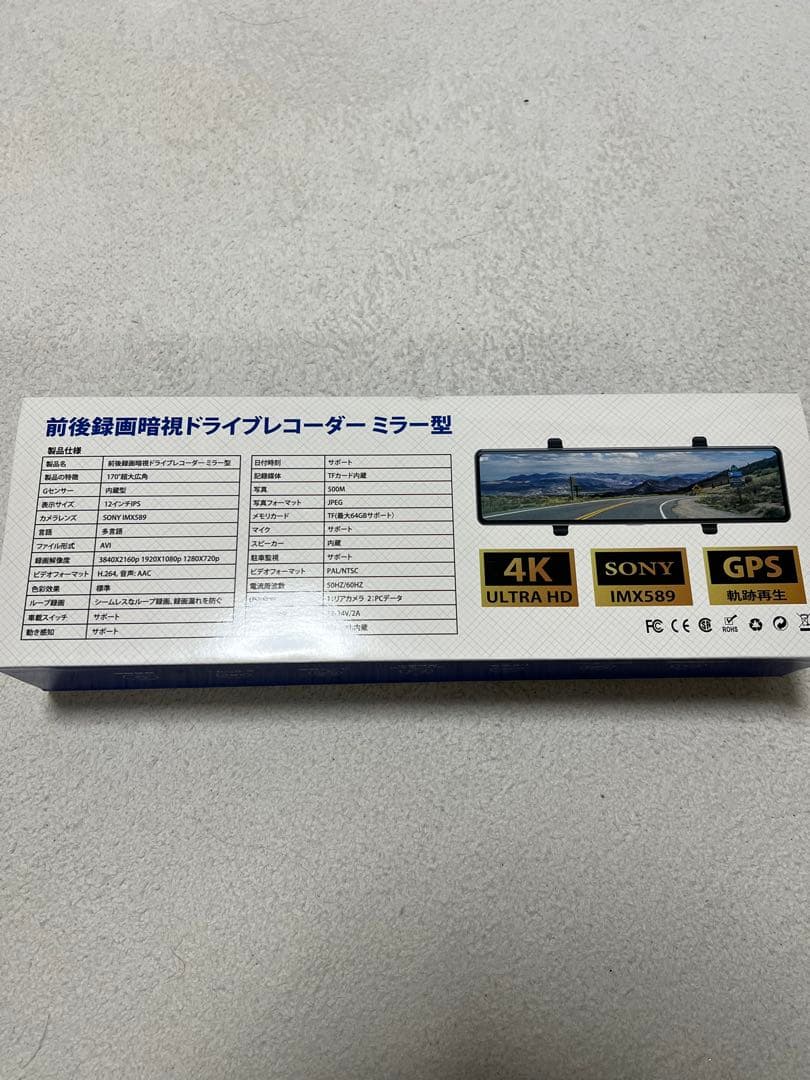 前後録画暗視ドライブレコーダー ミラー型
製品仕様
製品名 前後録画暗視ドライブレコーダー ミラー型
製品の特徴 170°超大広角
Gセンサー 内蔵型
表示サイズ 12インチIPS
カメラレンズ SONY IMX589
言語 多言語
ファイル形式 AVI
録画解像度 3840X2160p 1920X1080p 1280X720p
ビデオフォーマット H.264, 音声: AAC
色彩効果 標準
ループ録画 シームレスなループ録画、録画漏れを防ぐ
車載スイッチ サポート
動き感知 サポート
日付時刻 サポート
記録媒体 TFカード内蔵
写真 500M
写真フォーマット JPEG
メモリカード TF(最大64GBサポート)
マイク サポート
スピーカー 内蔵
駐車監視 サポート
ビデオフォーマット PAL/NTSC
電流周波数 50HZ/60HZ
1:リアカメラ 2:PCデータ
24V/2A
内蔵
4K
ULTRA HD
SONY
IMX589
GPS
軌跡再生
FC CE ROHS